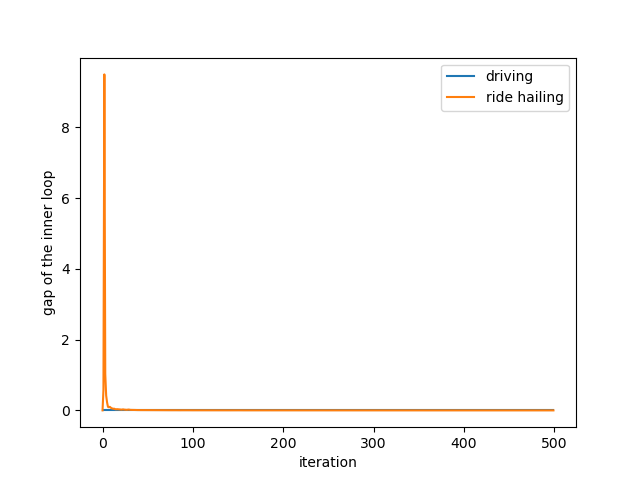 driving
ride hailing
8
6
4
2
0
gap of the inner loop
0 100 200 300 400 500
iteration